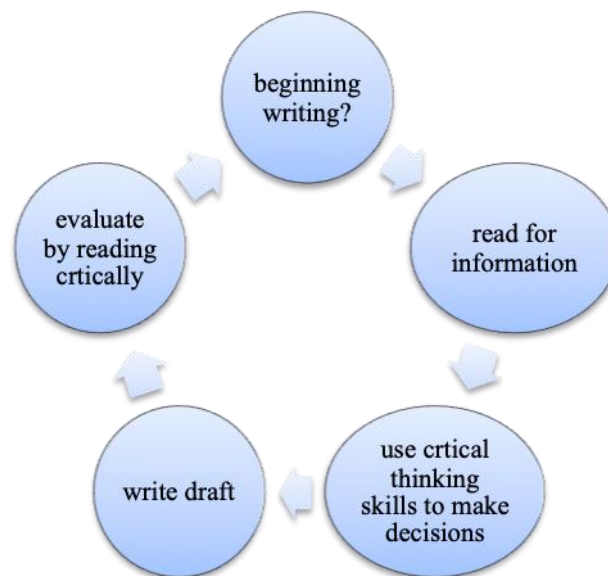 beginning
writing?
read for
information
use crtical
thinking
skills to make
decisions
write draft
evaluate
by reading
crtically